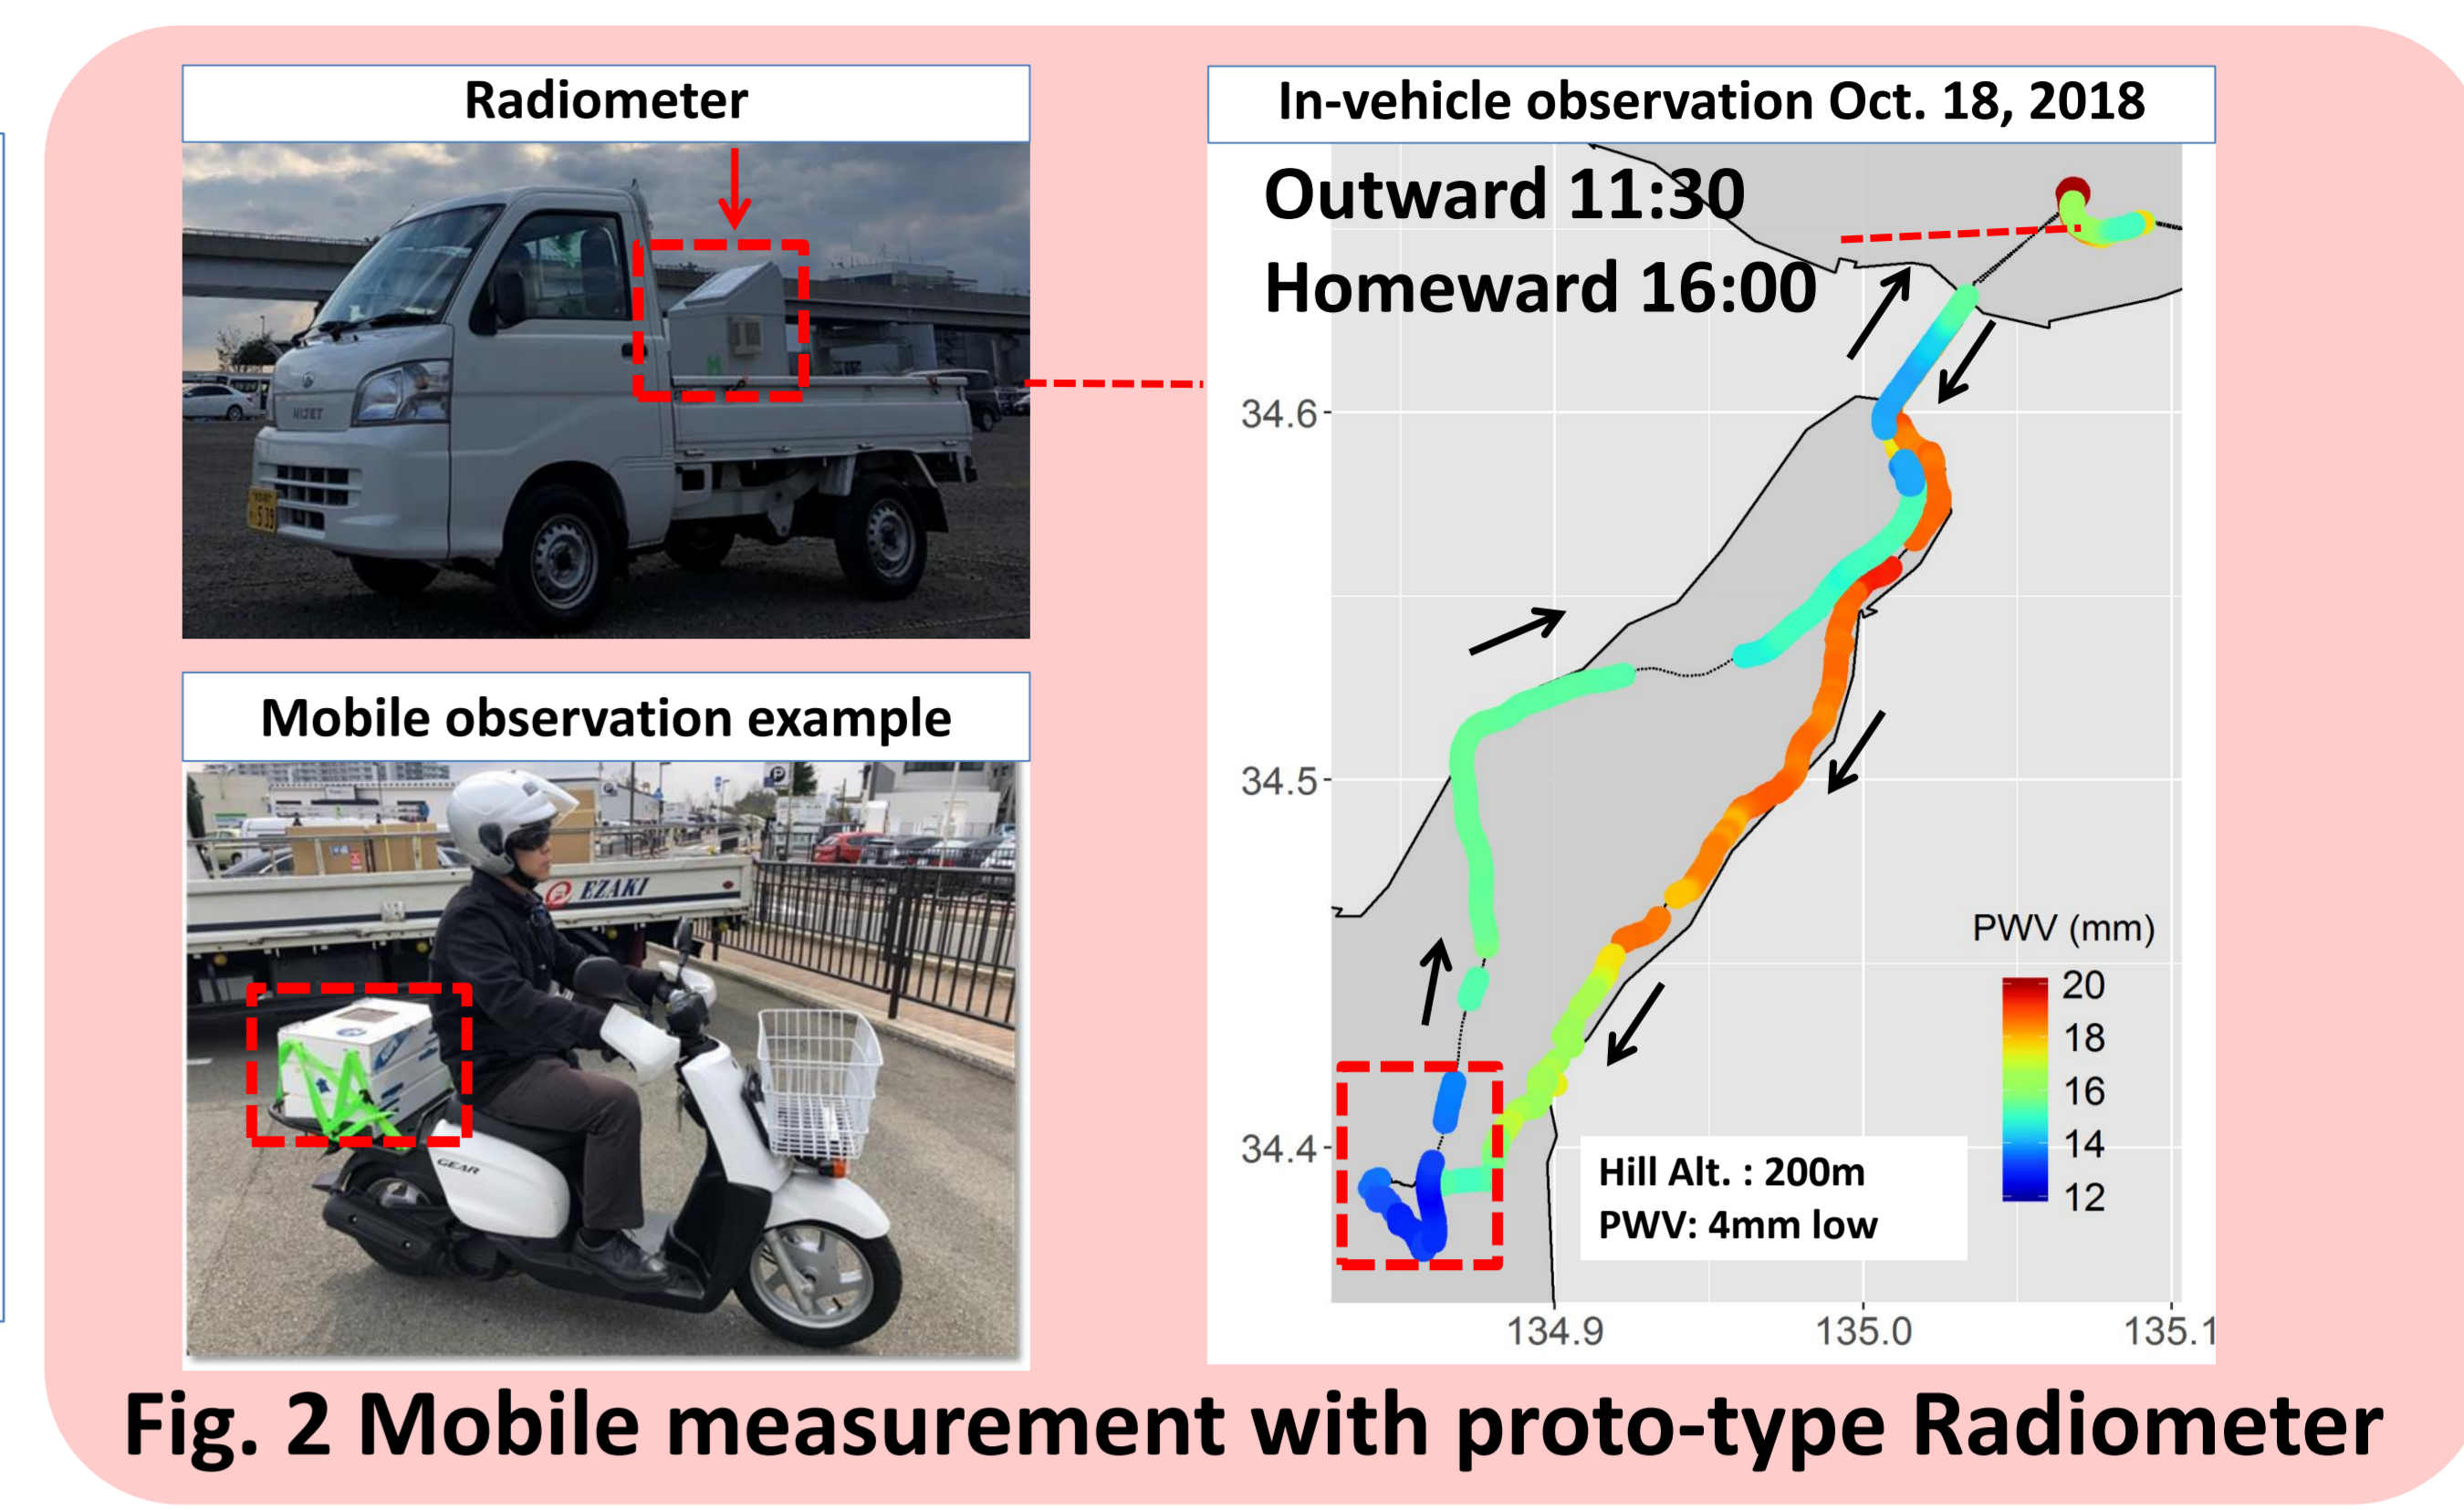 Radiometer
HIJET
539
Mobile observation example
P
EZAKI
GEAR
In-vehicle observation Oct. 18, 2018
Outward 11:30
Homeward 16:00
34.6
34.5
34.4
134.9
135.0
135.1
PWV (mm)
20
18
16
14
12
Hill Alt. : 200m
PWV: 4mm low
Fig. 2 Mobile measurement with proto-type Radiometer